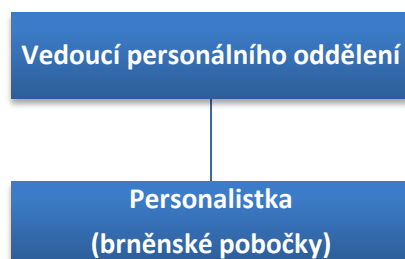 Vedoucí personálního oddělení
Personalistka
(brněnské pobočky)